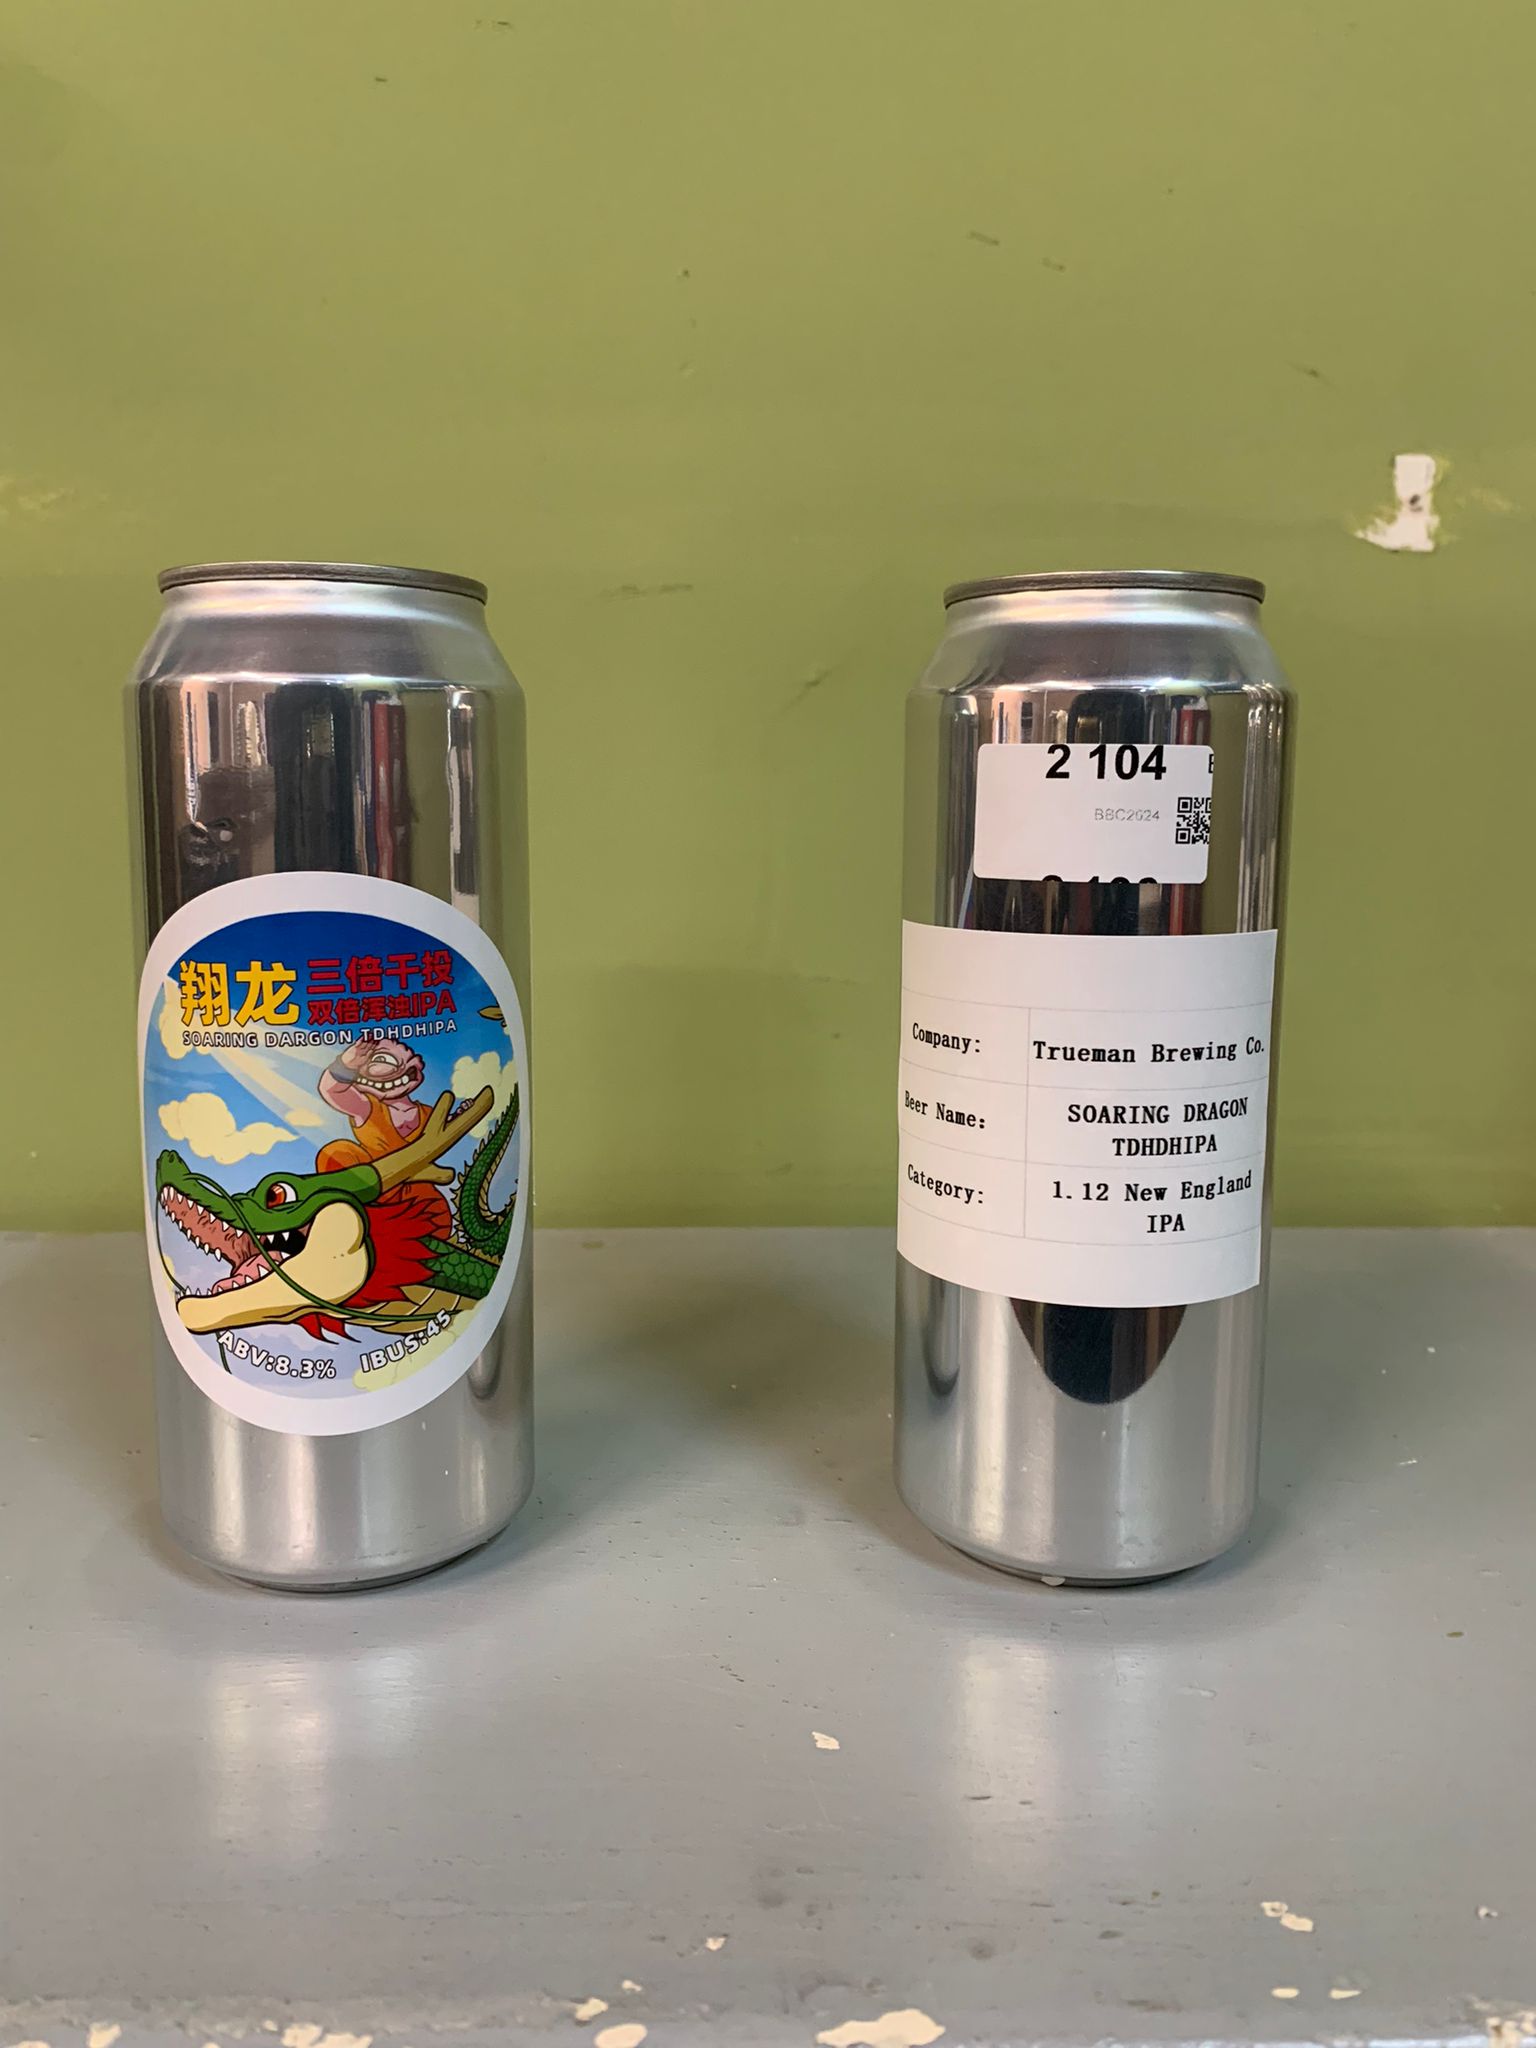 翔龙
三倍干投
双倍浑浊IPA
SOARING DARGON TDHDHIPA
ABV:8.3% IBUS:45
2 104
BBC2024
Company: Trueman Brewing Co.
Beer Name: SOARING DRAGON
TDHDHIPA
Category: 1.12 New England
IPA